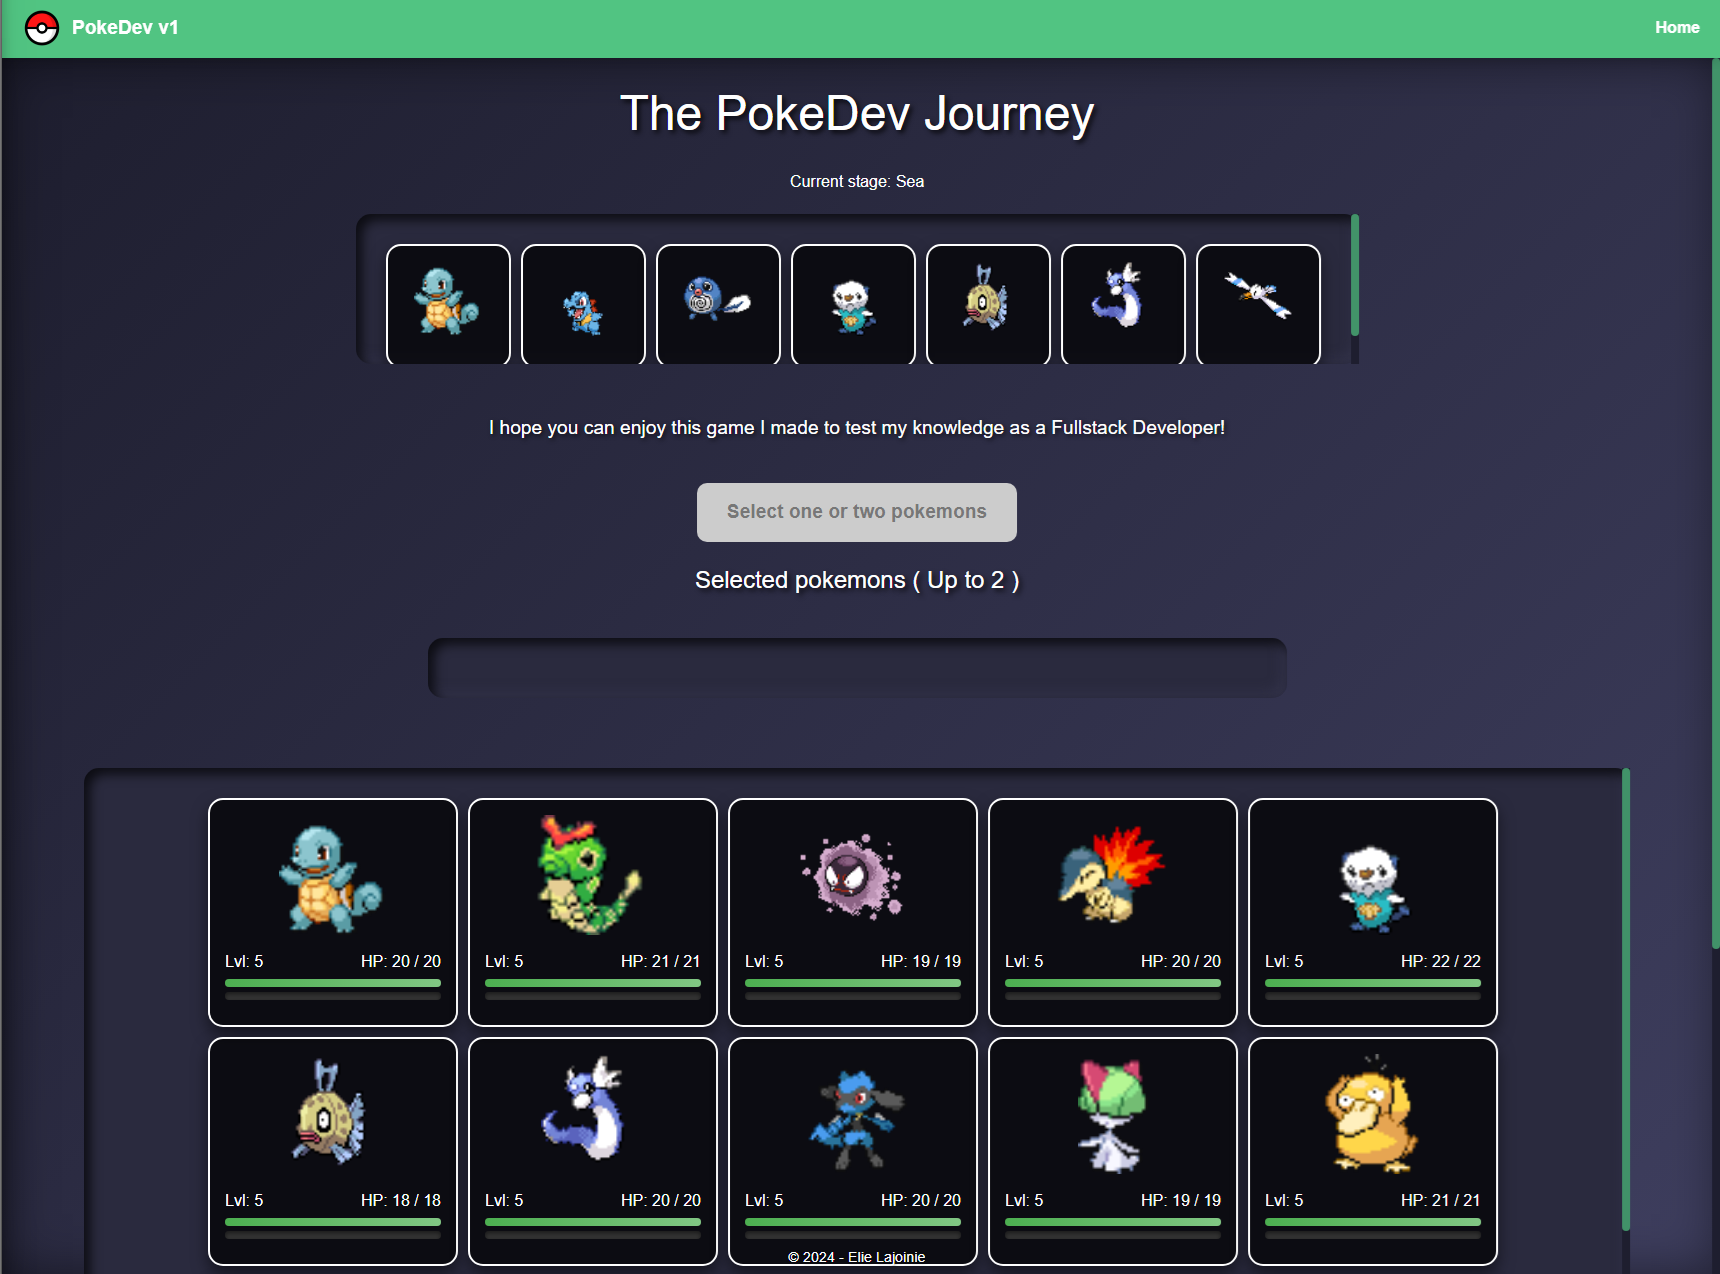 PokeDev v1
Home
The PokeDev Journey
Current stage: Sea
I hope you can enjoy this game I made to test my knowledge as a Fullstack Developer!
Select one or two pokemons
Selected pokemons ( Up to 2 )
Lvl: 5 HP: 20 / 20
Lvl: 5 HP: 21 / 21
Lvl: 5 HP: 19 / 19
Lvl: 5 HP: 20 / 20
Lvl: 5 HP: 22 / 22
Lvl: 5 HP: 18 / 18
Lvl: 5 HP: 20 / 20
Lvl: 5 HP: 20 / 20
Lvl: 5 HP: 19 / 19
Lvl: 5 HP: 21 / 21
© 2024 - Elie Lajoinie